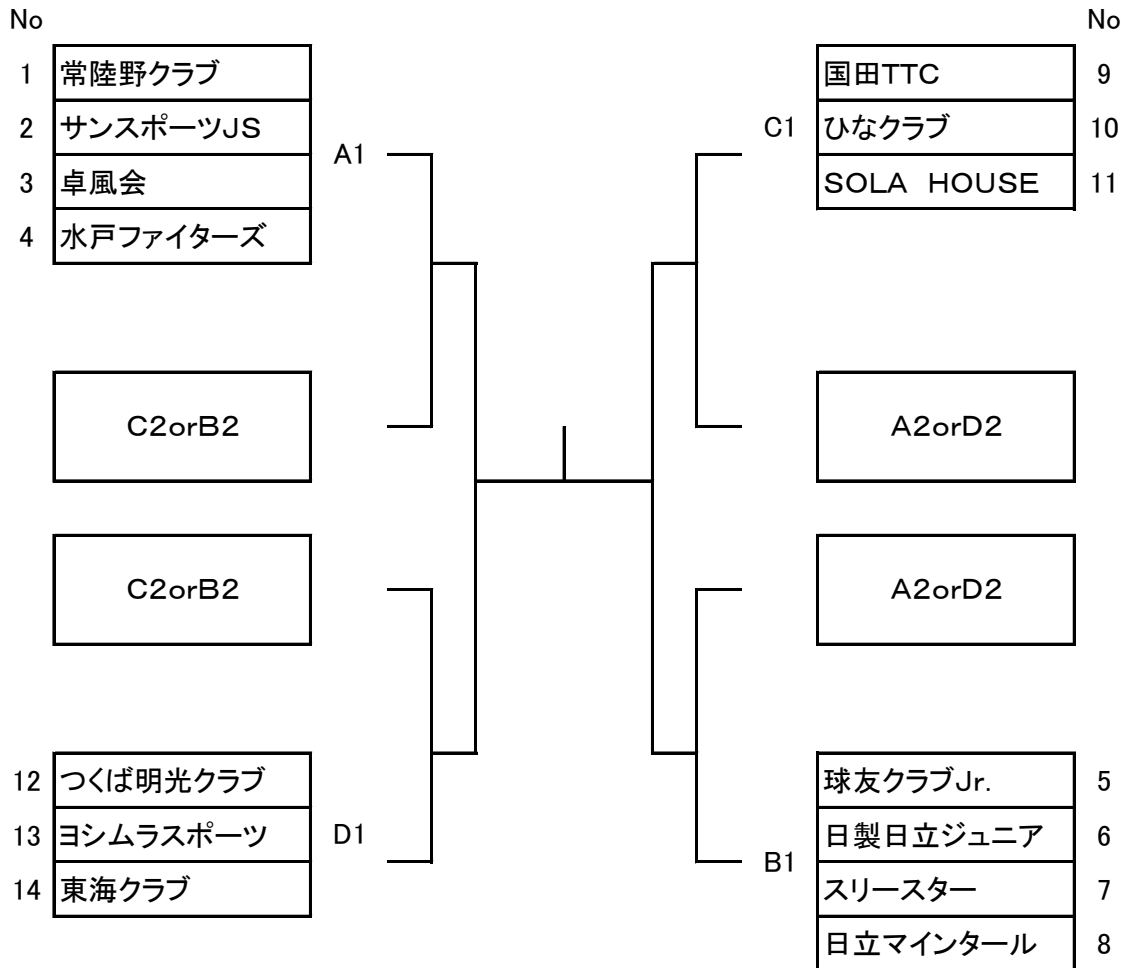 No
1 常陸野クラブ
2 サンスポーツJS
3 卓風会
4 水戸ファイターズ
A1
C2orB2
C2orB2
12 つくば明光クラブ
13 ヨシムラスポーツ
14 東海クラブ
D1
No
国田TTC 9
ひなクラブ 10
SOLA HOUSE 11
C1
A2orD2
A2orD2
球友クラブJr. 5
日製日立ジュニア 6
スリースター 7
日立マインタール 8
B1